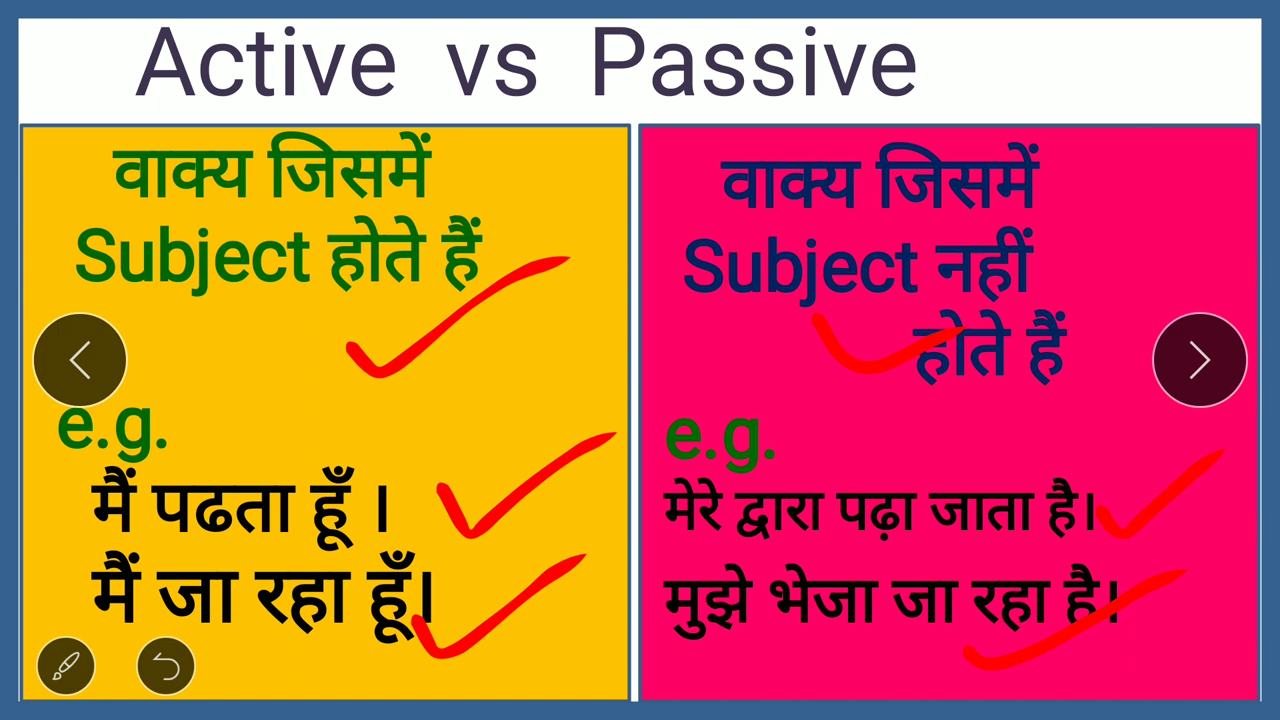 Active vs Passive
वाक्य जिसमें
Subject होते हैं
e.g.
मैं पढता हूँ ।
मैं जा रहा हूँ।
वाक्य जिसमें
Subject नहीं
होते हैं
e.g.
मेरे द्वारा पढ़ा जाता है।
मुझे भेजा जा रहा है।